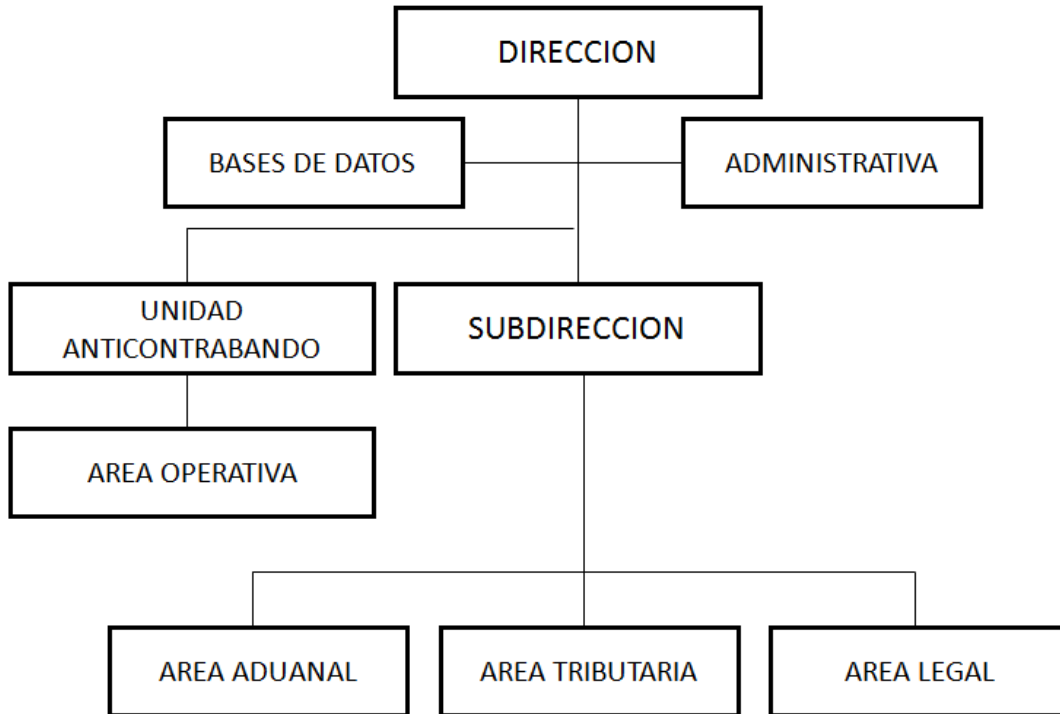 DIRECCION
BASES DE DATOS
ADMINISTRATIVA
UNIDAD
ANTICONTRABANDO
SUBDIRECCION
AREA OPERATIVA
AREA ADUANAL
AREA TRIBUTARIA
AREA LEGAL